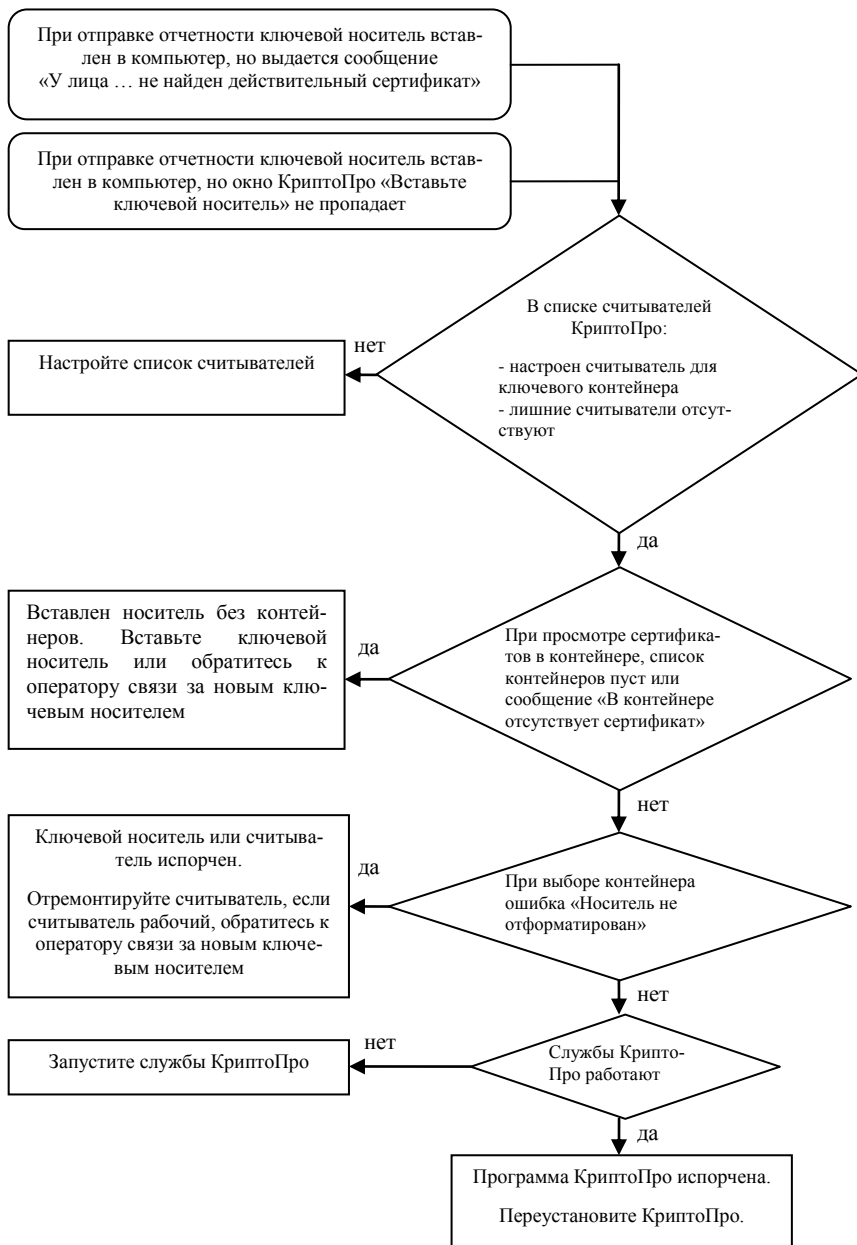 При отправке отчетности ключевой носитель встав-
лен в компьютер, но выдается сообщение
«У лица … не найден действительный сертификат»
При отправке отчетности ключевой носитель встав-
лен в компьютер, но окно КриптоПро «Вставьте
ключевой носитель» не пропадает
В списке считывателей
КриптоПро:
- настроен считыватель для
ключевого контейнера
- лишние считыватели отсут-
ствуют
нет
Настройте список считывателей
да
При просмотре сертифика-
тов в контейнере, список
контейнеров пуст или
сообщение «В контейнере
отсутствует сертификат»
да
Вставлен носитель без контей-
неров. Вставьте ключевой
носитель или обратитесь к
оператору связи за новым клю-
чевым носителем
нет
При выборе контейнера
ошибка «Носитель не
отформатирован»
да
Ключевой носитель или считыва-
тель испорчен.
Отремонтируйте считыватель, если
считыватель рабочий, обратитесь к
оператору связи за новым ключе-
вым носителем
нет
Службы Крипто-
Про работают
нет
Запустите службы КриптоПро
да
Программа КриптоПро испорчена.
Переустановите КриптоПро.